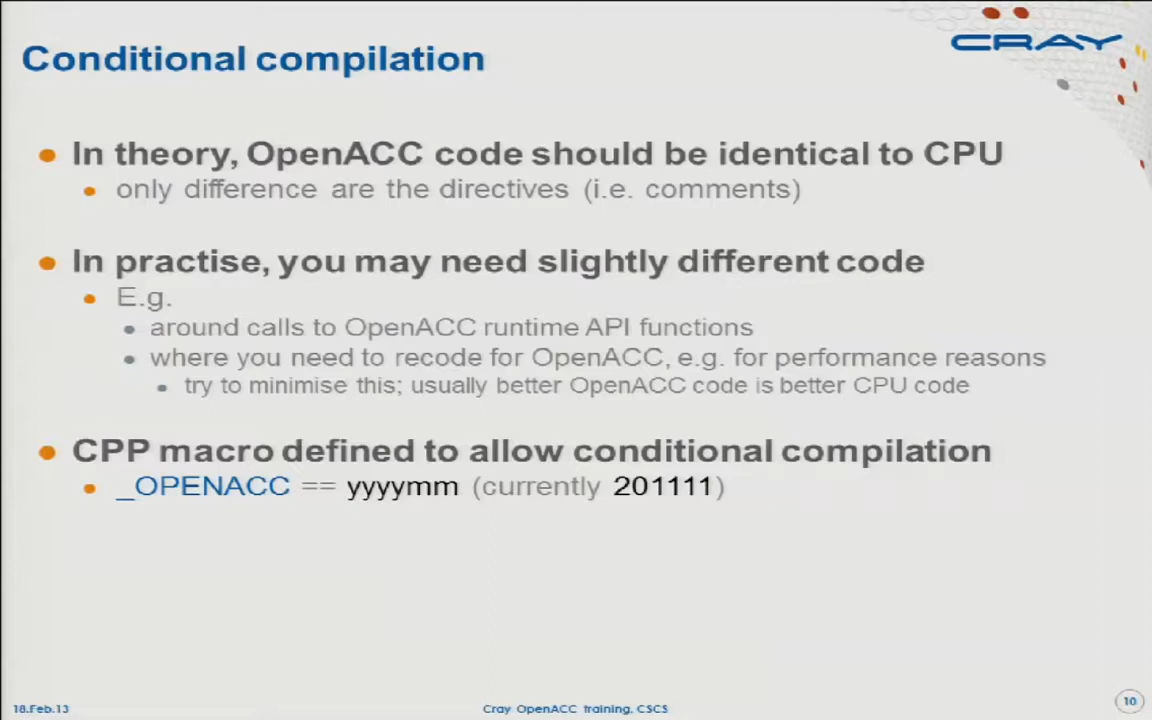 Conditional compilation
CRAY
In theory, OpenACC code should be identical to CPU
only difference are the directives (i.e. comments)
In practise, you may need slightly different code
E.g.
around calls to OpenACC runtime API functions
where you need to recode for OpenACC, e.g. for performance reasons
try to minimise this; usually better OpenACC code is better CPU code
CPP macro defined to allow conditional compilation
_OPENACC == yyyymm (currently 201111)
18.Feb.13
Cray OpenACC training, CSCS
10